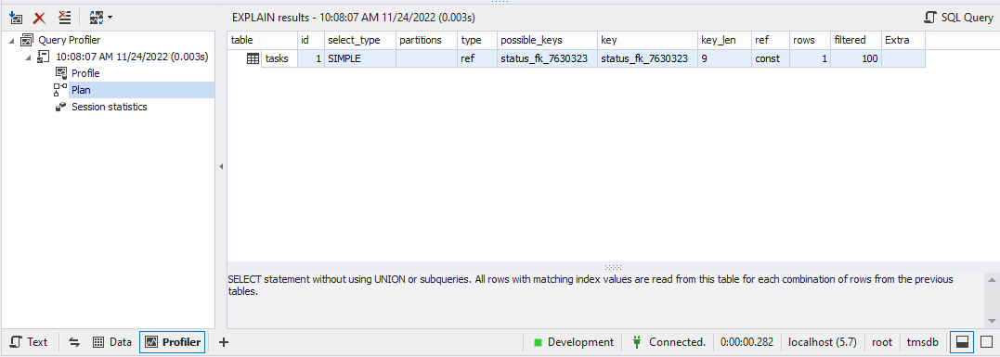 EXPLAIN results - 10:08:07 AM 11/24/2022 (0.003s) SQL Query
Query Profiler
10:08:07 AM 11/24/2022 (0.003s)
Profile
Plan
Session statistics
table id select_type partitions type possible_keys key key_len ref rows filtered Extra
tasks 1 SIMPLE ref status_fk_7630323 status_fk_7630323 9 const 1 100
SELECT statement without using UNION or subqueries. All rows with matching index values are read from this table for each combination of rows from the previous
tables.
Text Data Profiler Development Connected. 0:00:00.282 localhost (5.7) root tmsdb